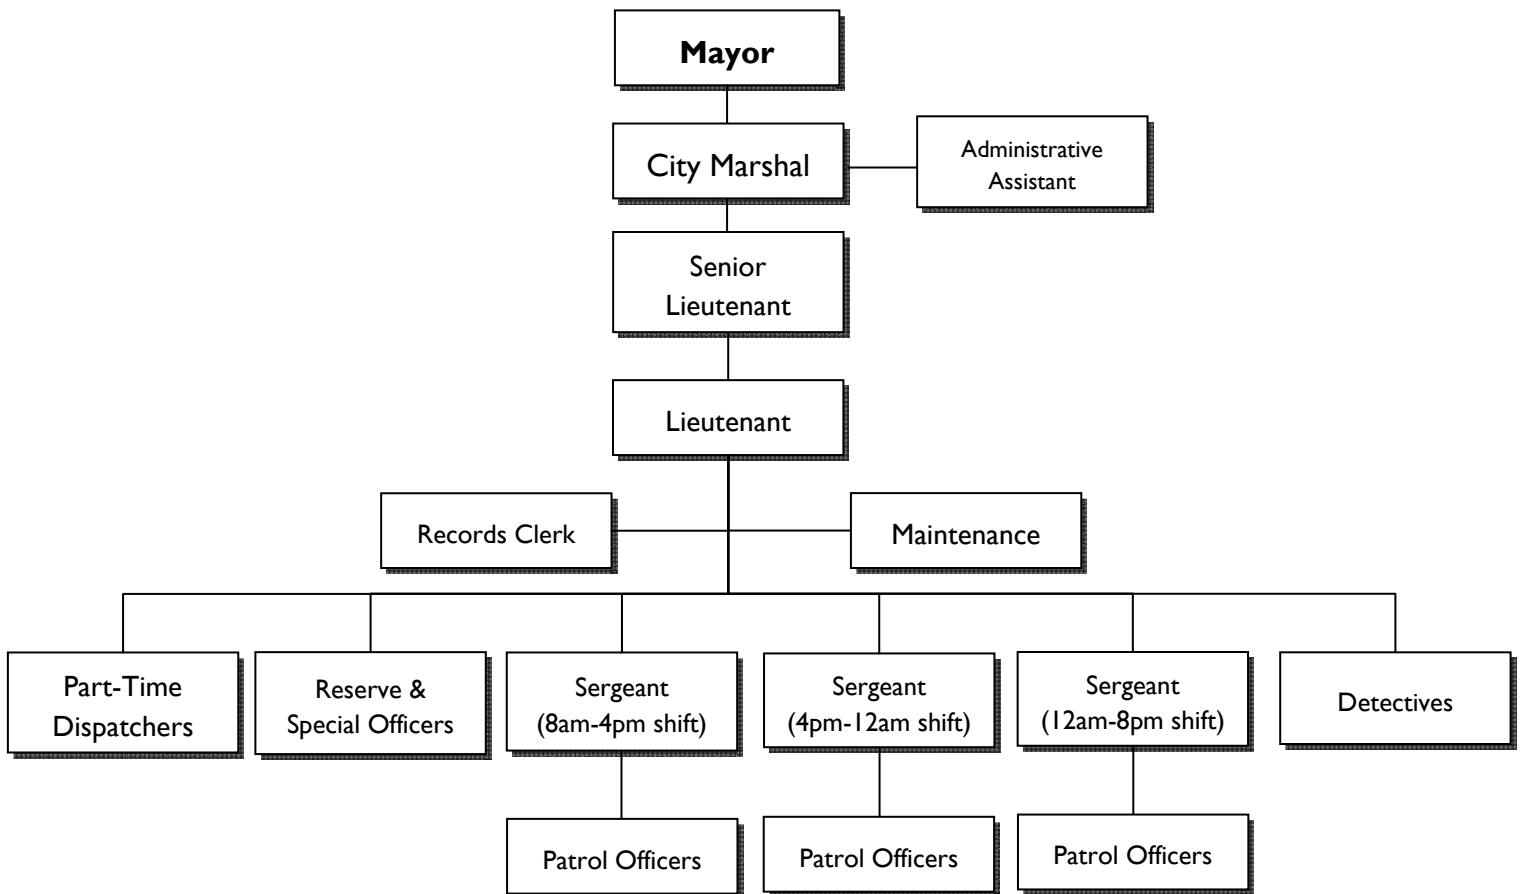 Mayor
City Marshal
Administrative
Assistant
Senior
Lieutenant
Lieutenant
Records Clerk
Maintenance
Part-Time
Dispatchers
Reserve &
Special Officers
Sergeant
(8am-4pm shift)
Sergeant
(4pm-12am shift)
Sergeant
(12am-8pm shift)
Detectives
Patrol Officers
Patrol Officers
Patrol Officers